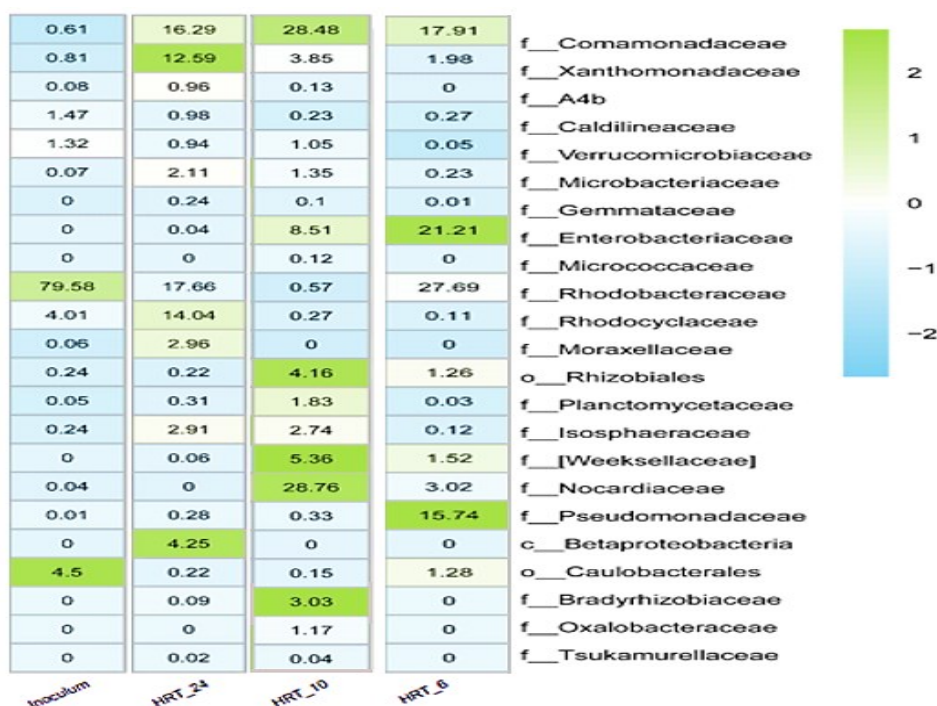 0.61 16.29 28.48 17.91 f__Comamonadaceae
0.81 12.59 3.85 1.98 f__Xanthomonadaceae
0.08 0.96 0.13 0 f__A4b
1.47 0.98 0.23 0.27 f__Caldilineaceae
1.32 0.94 1.05 0.05 f__Verrucomicrobiaceae
0.07 2.11 1.35 0.23 f__Microbacteriaceae
0 0.24 0.1 0.01 f__Gemmataceae
0 0.04 8.51 21.21 f__Enterobacteriaceae
0 0 0.12 0 f__Micrococcaceae
79.58 17.66 0.57 27.69 f__Rhodobacteraceae
4.01 14.04 0.27 0.11 f__Rhodocyclaceae
0.06 2.96 0 0 f__Moraxellaceae
0.24 0.22 4.16 1.26 o__Rhizobiales
0.05 0.31 1.83 0.03 f__Planctomycetaceae
0.24 2.91 2.74 0.12 f__Isosphaeraceae
0 0.06 5.36 1.52 f__[Weeksellaceae]
0.04 0 28.76 3.02 f__Nocardiaceae
0.01 0.28 0.33 15.74 f__Pseudomonadaceae
0 4.25 0 0 c__Betaproteobacteria
4.5 0.22 0.15 1.28 o__Caulobacterales
0 0.09 3.03 0 f__Bradyrhizobiaceae
0 0 1.17 0 f__Oxalobacteraceae
0 0.02 0.04 0 f__Tsukamurellaceae
Inoculum HRT_24 HRT_10 HRT_6
2
1
0
−1
−2